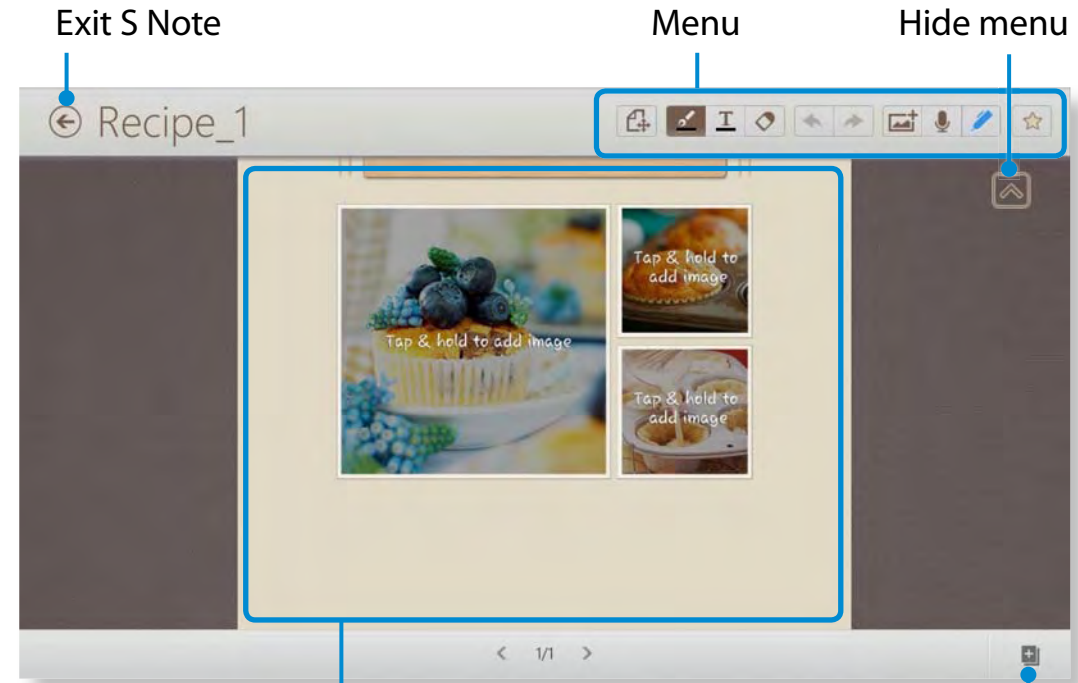 Exit S Note
Menu
Hide menu
Recipe_1
T
Tap & hold to
add image
Tap & hold to add image
Tap & hold to
add image
1/1